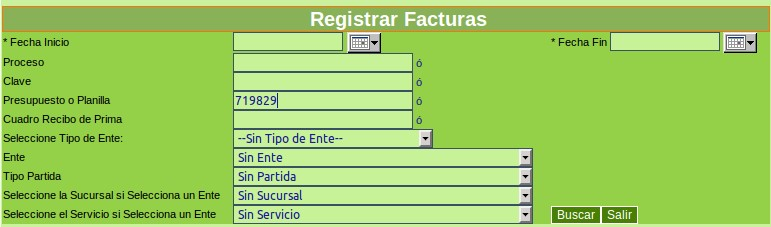 Registrar Facturas
* Fecha Inicio * Fecha Fin
Proceso ó
Clave ó
Presupuesto o Planilla 719829 ó
Cuadro Recibo de Prima ó
Seleccione Tipo de Ente: --Sin Tipo de Ente--
Ente Sin Ente
Tipo Partida Sin Partida
Seleccione la Sucursal si Selecciona un Ente Sin Sucursal
Seleccione el Servicio si Selecciona un Ente Sin Servicio Buscar Salir